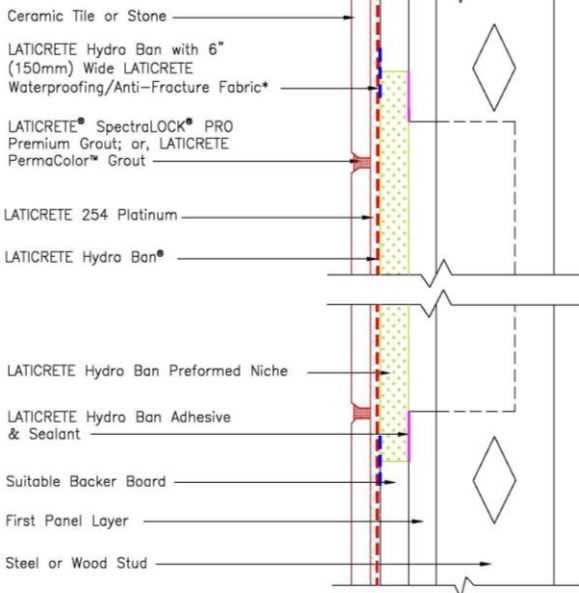 Ceramic Tile or Stone
LATICRETE Hydro Ban with 6"
(150mm) Wide LATICRETE
Waterproofing/Anti-Fracture Fabric*
LATICRETE® SpectraLOCK® PRO
Premium Grout; or, LATICRETE
PermaColor™ Grout
LATICRETE 254 Platinum
LATICRETE Hydro Ban®
LATICRETE Hydro Ban Preformed Niche
LATICRETE Hydro Ban Adhesive
& Sealant
Suitable Backer Board
First Panel Layer
Steel or Wood Stud